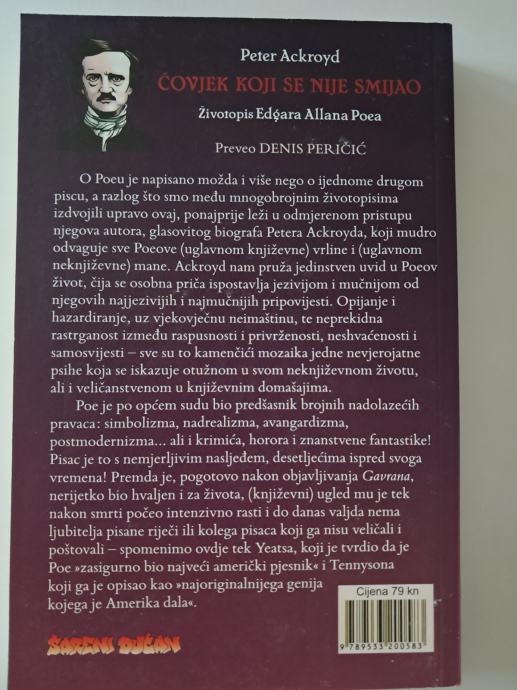 Peter Ackroyd
ČOVJEK KOJI SE NIJE SMIJAO
Životopis Edgara Allana Poea
Preveo DENIS PERIČIĆ
O Poeu je napisano možda i više nego o ijednome drugom
piscu, a razlog što smo među mnogobrojnim životopisima
izdvojili upravo ovaj, ponajprije leži u odmjerenom pristupu
njegova autora, glasovitog biografa Petera Ackroyda, koji mudro
odvaguje sve Poeove (uglavnom književne) vrline i (uglavnom
neknjiževne) mane. Ackroyd nam pruža jedinstven uvid u Poeov
život, čija se osobna priča ispostavlja jezivijom i mučnijom od
njegovih najjezivijih i najmučnijih pripovijesti. Opijanje i
hazardiranje, uz vjekovječnu neimaštinu, te neprekidna
rastrganost između raspusnosti i privrženosti, neshvaćenosti i
samosvijesti – sve su to kamenčići mozaika jedne nevjerojatne
psihe koja se iskazuje otužnom u svom neknjiževnom životu,
ali i veličanstvenom u književnim domašajima.
Poe je po općem sudu bio predšasnik brojnih nadolazećih
pravaca: simbolizma, nadrealizma, avangardizma,
postmodernizma... ali i krimića, horora i znanstvene fantastike!
Pisac je to s nemjerljivim nasljeđem, desetljećima ispred svoga
vremena! Premda je, pogotovo nakon objavljivanja Gavrana,
nerijetko bio hvaljen i za života, (književni) ugled mu je tek
nakon smrti počeo intenzivno rasti i do danas valjda nema
ljubitelja pisane riječi ili kolega pisaca koji ga nisu veličali i
poštovali – spomenimo ovdje tek Yeatsa, koji je tvrdio da je
Poe »zasigurno bio najveći američki pjesnik« i Tennysona
koji ga je opisao kao »najoriginalnijega genija
kojega je Amerika dala«.
Cijena 79 kn
9 789533 200583
ŠARENI DUĆAN